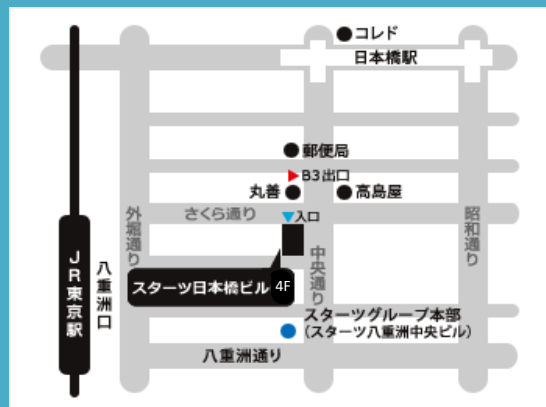 コレド
日本橋駅
郵便局
B3出口
丸善
高島屋
さくら通り
入口
外堀通り
中央通り
昭和通り
JR東京駅
八重洲口
スターツ日本橋ビル 4F
スターツグループ本部
(スターツ八重洲中央ビル)
八重洲通り